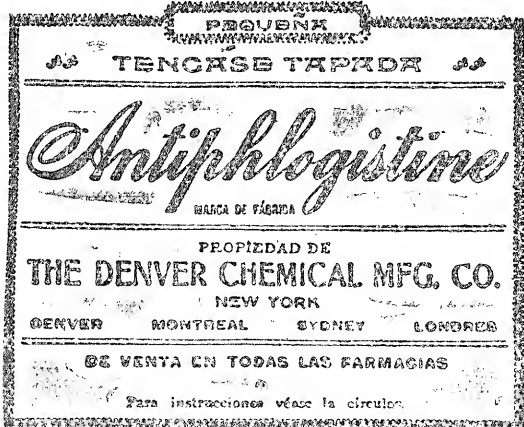 PEQUEÑA
TENGASE TAPADA
Antiphlogistine
MARCA DE FÁBRICA
PROPIEDAD DE
THE DENVER CHEMICAL MFG. CO.
NEW YORK
DENVER MONTREAL SYDNEY LONDRES
DE VENTA EN TODAS LAS FARMACIAS
Para instrucciones véase la circular.